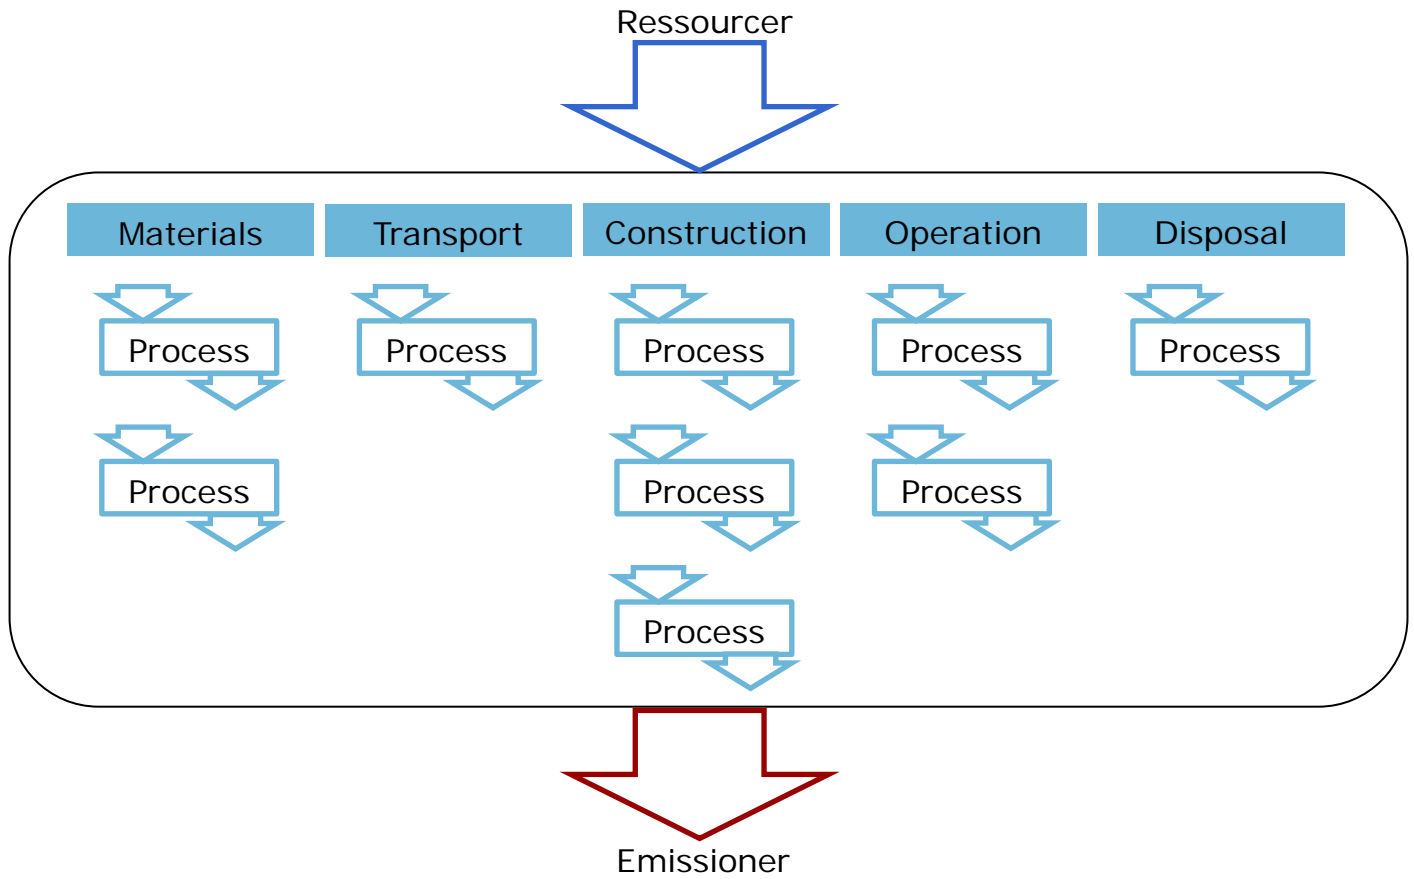 Ressourcer
Materials Transport Construction Operation Disposal
Process Process Process Process Process
Process Process Process
Process
Emissioner